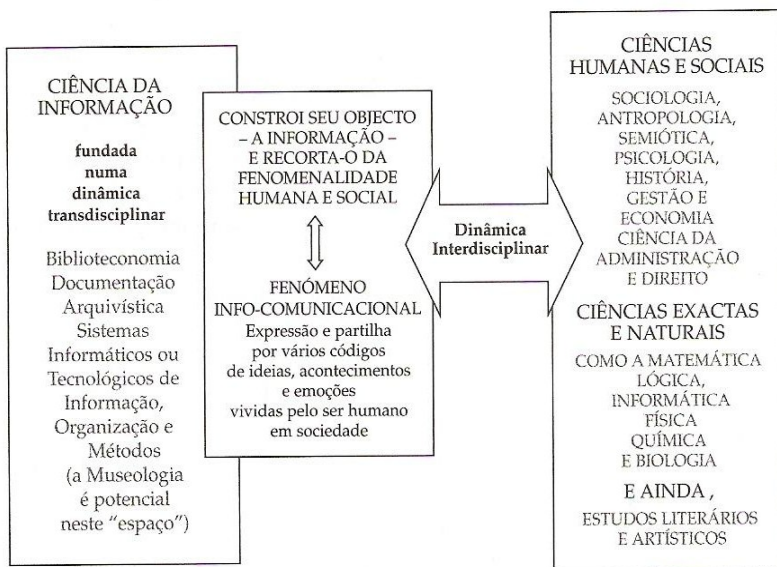 CIÊNCIA DA
INFORMAÇÃO
fundada
numa
dinâmica
transdisciplinar
Biblioteconomia
Documentação
Arquivística
Sistemas
Informáticos ou
Tecnológicos de
Informação,
Organização e
Métodos
(a Museologia
é potencial
neste “espaço”)
CONSTROI SEU OBJECTO
– A INFORMAÇÃO –
E RECORTA-O DA
FENOMENALIDADE
HUMANA E SOCIAL
FENÓMENO
INFO-COMUNICACIONAL
Expressão e partilha
por vários códigos
de ideias, acontecimentos
e emoções
vividas pelo ser humano
em sociedade
Dinâmica
Interdisciplinar
CIÊNCIAS
HUMANAS E SOCIAIS
SOCIOLOGIA,
ANTROPOLOGIA,
SEMIÓTICA,
PSICOLOGIA,
HISTÓRIA,
GESTÃO E
ECONOMIA
CIÊNCIA DA
ADMINISTRAÇÃO
E DIREITO
CIÊNCIAS EXACTAS
E NATURAIS
COMO A MATEMÁTICA
LÓGICA,
INFORMÁTICA
FÍSICA
QUÍMICA
E BIOLOGIA
E AINDA ,
ESTUDOS LITERÁRIOS
E ARTÍSTICOS